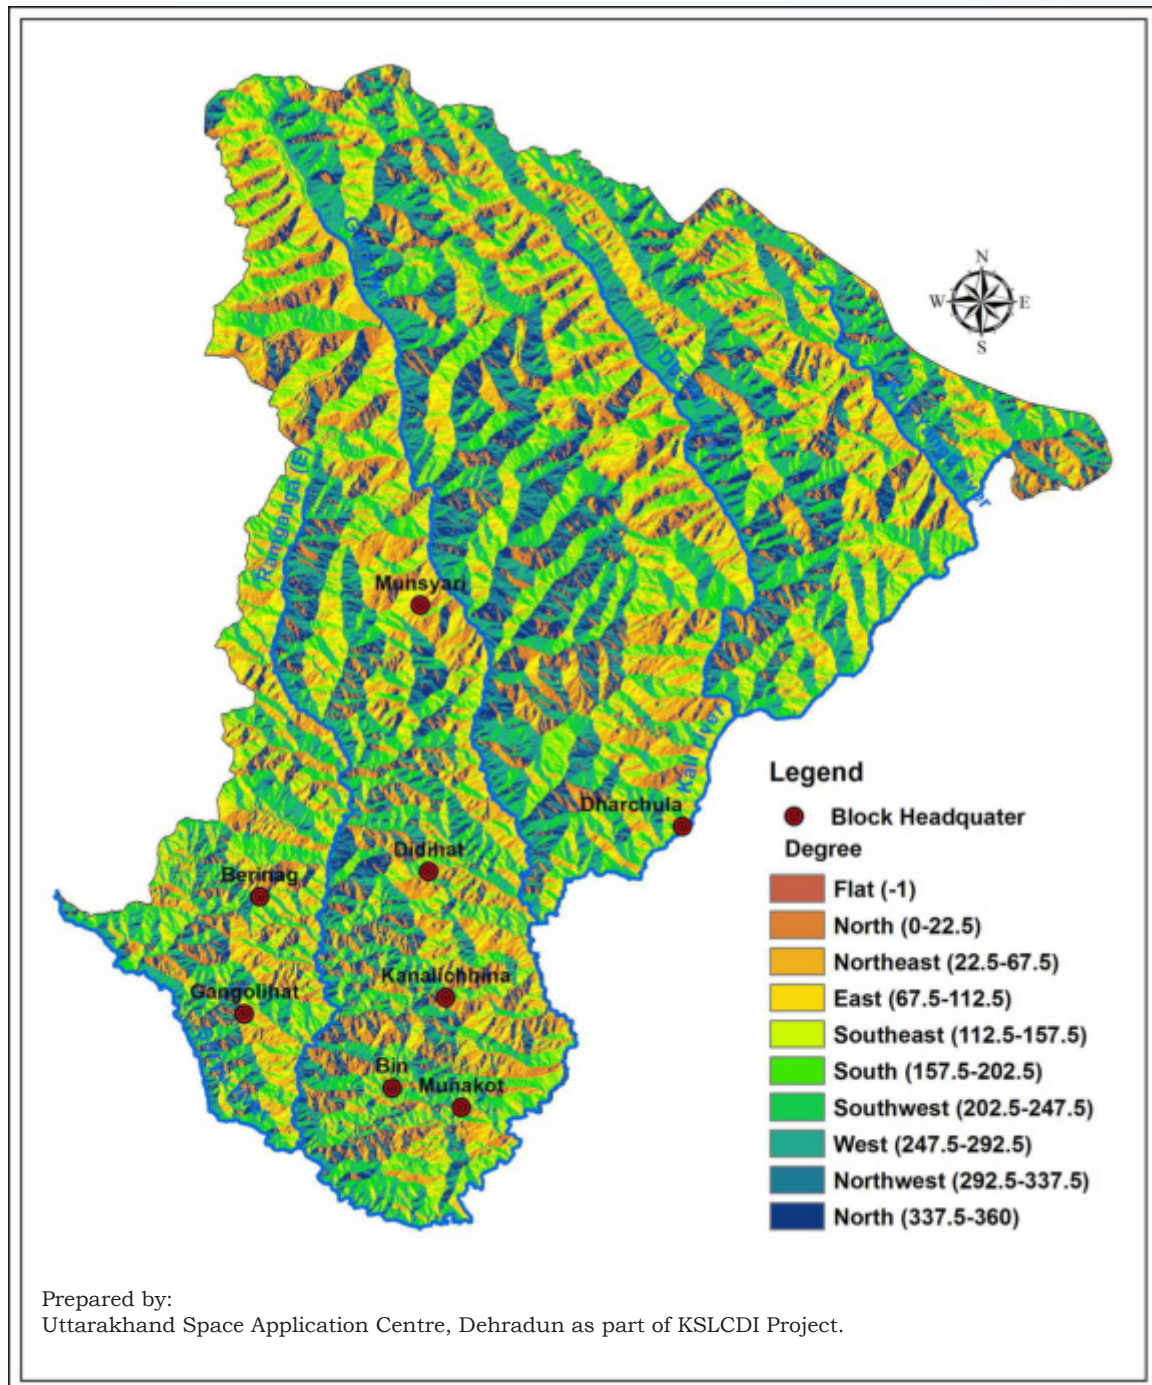 N
W
E
S
Ramganga (E)
Munsyari
Kali River
Dharchula
Didihat
Berinag
Kanalichhina
Gangolihat
Bin
Munakot
Legend
Block Headquater
Degree
Flat (-1)
North (0-22.5)
Northeast (22.5-67.5)
East (67.5-112.5)
Southeast (112.5-157.5)
South (157.5-202.5)
Southwest (202.5-247.5)
West (247.5-292.5)
Northwest (292.5-337.5)
North (337.5-360)
Prepared by:
Uttarakhand Space Application Centre, Dehradun as part of KSLCDI Project.